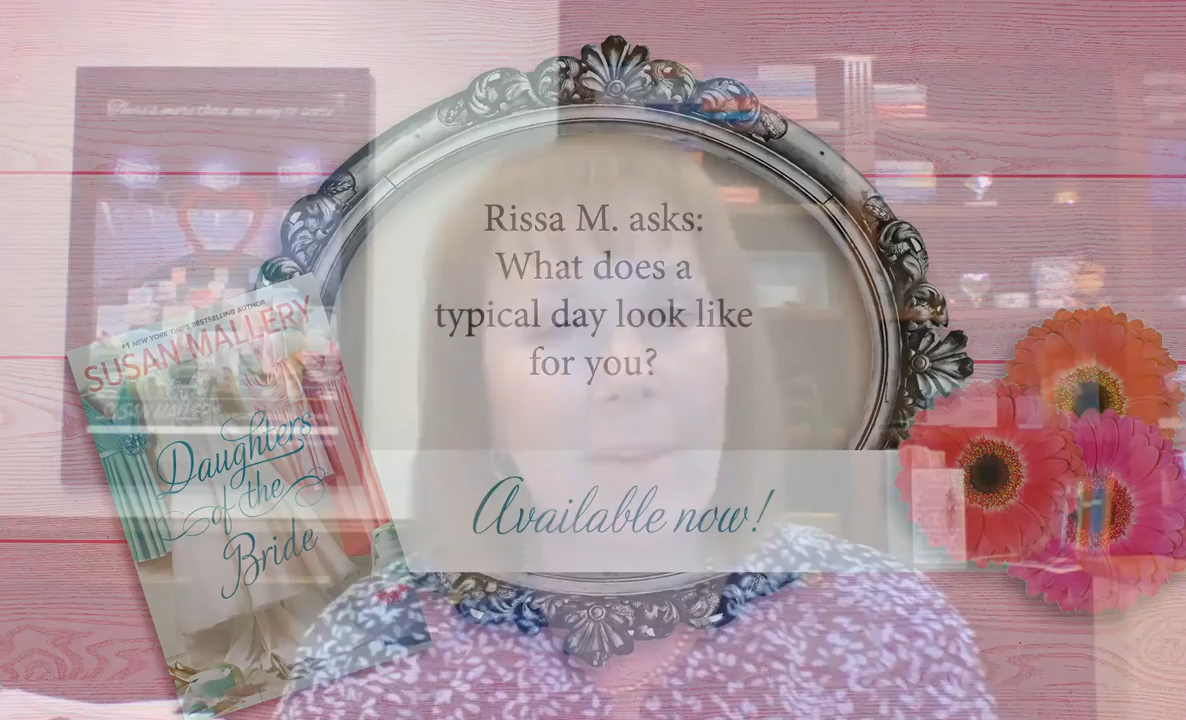 Rissa M. asks:
What does a
typical day look like
for you?
Available now!
#1 NEW YORK TIMES BESTSELLING AUTHOR
SUSAN MALLERY
Daughters
of the
Bride